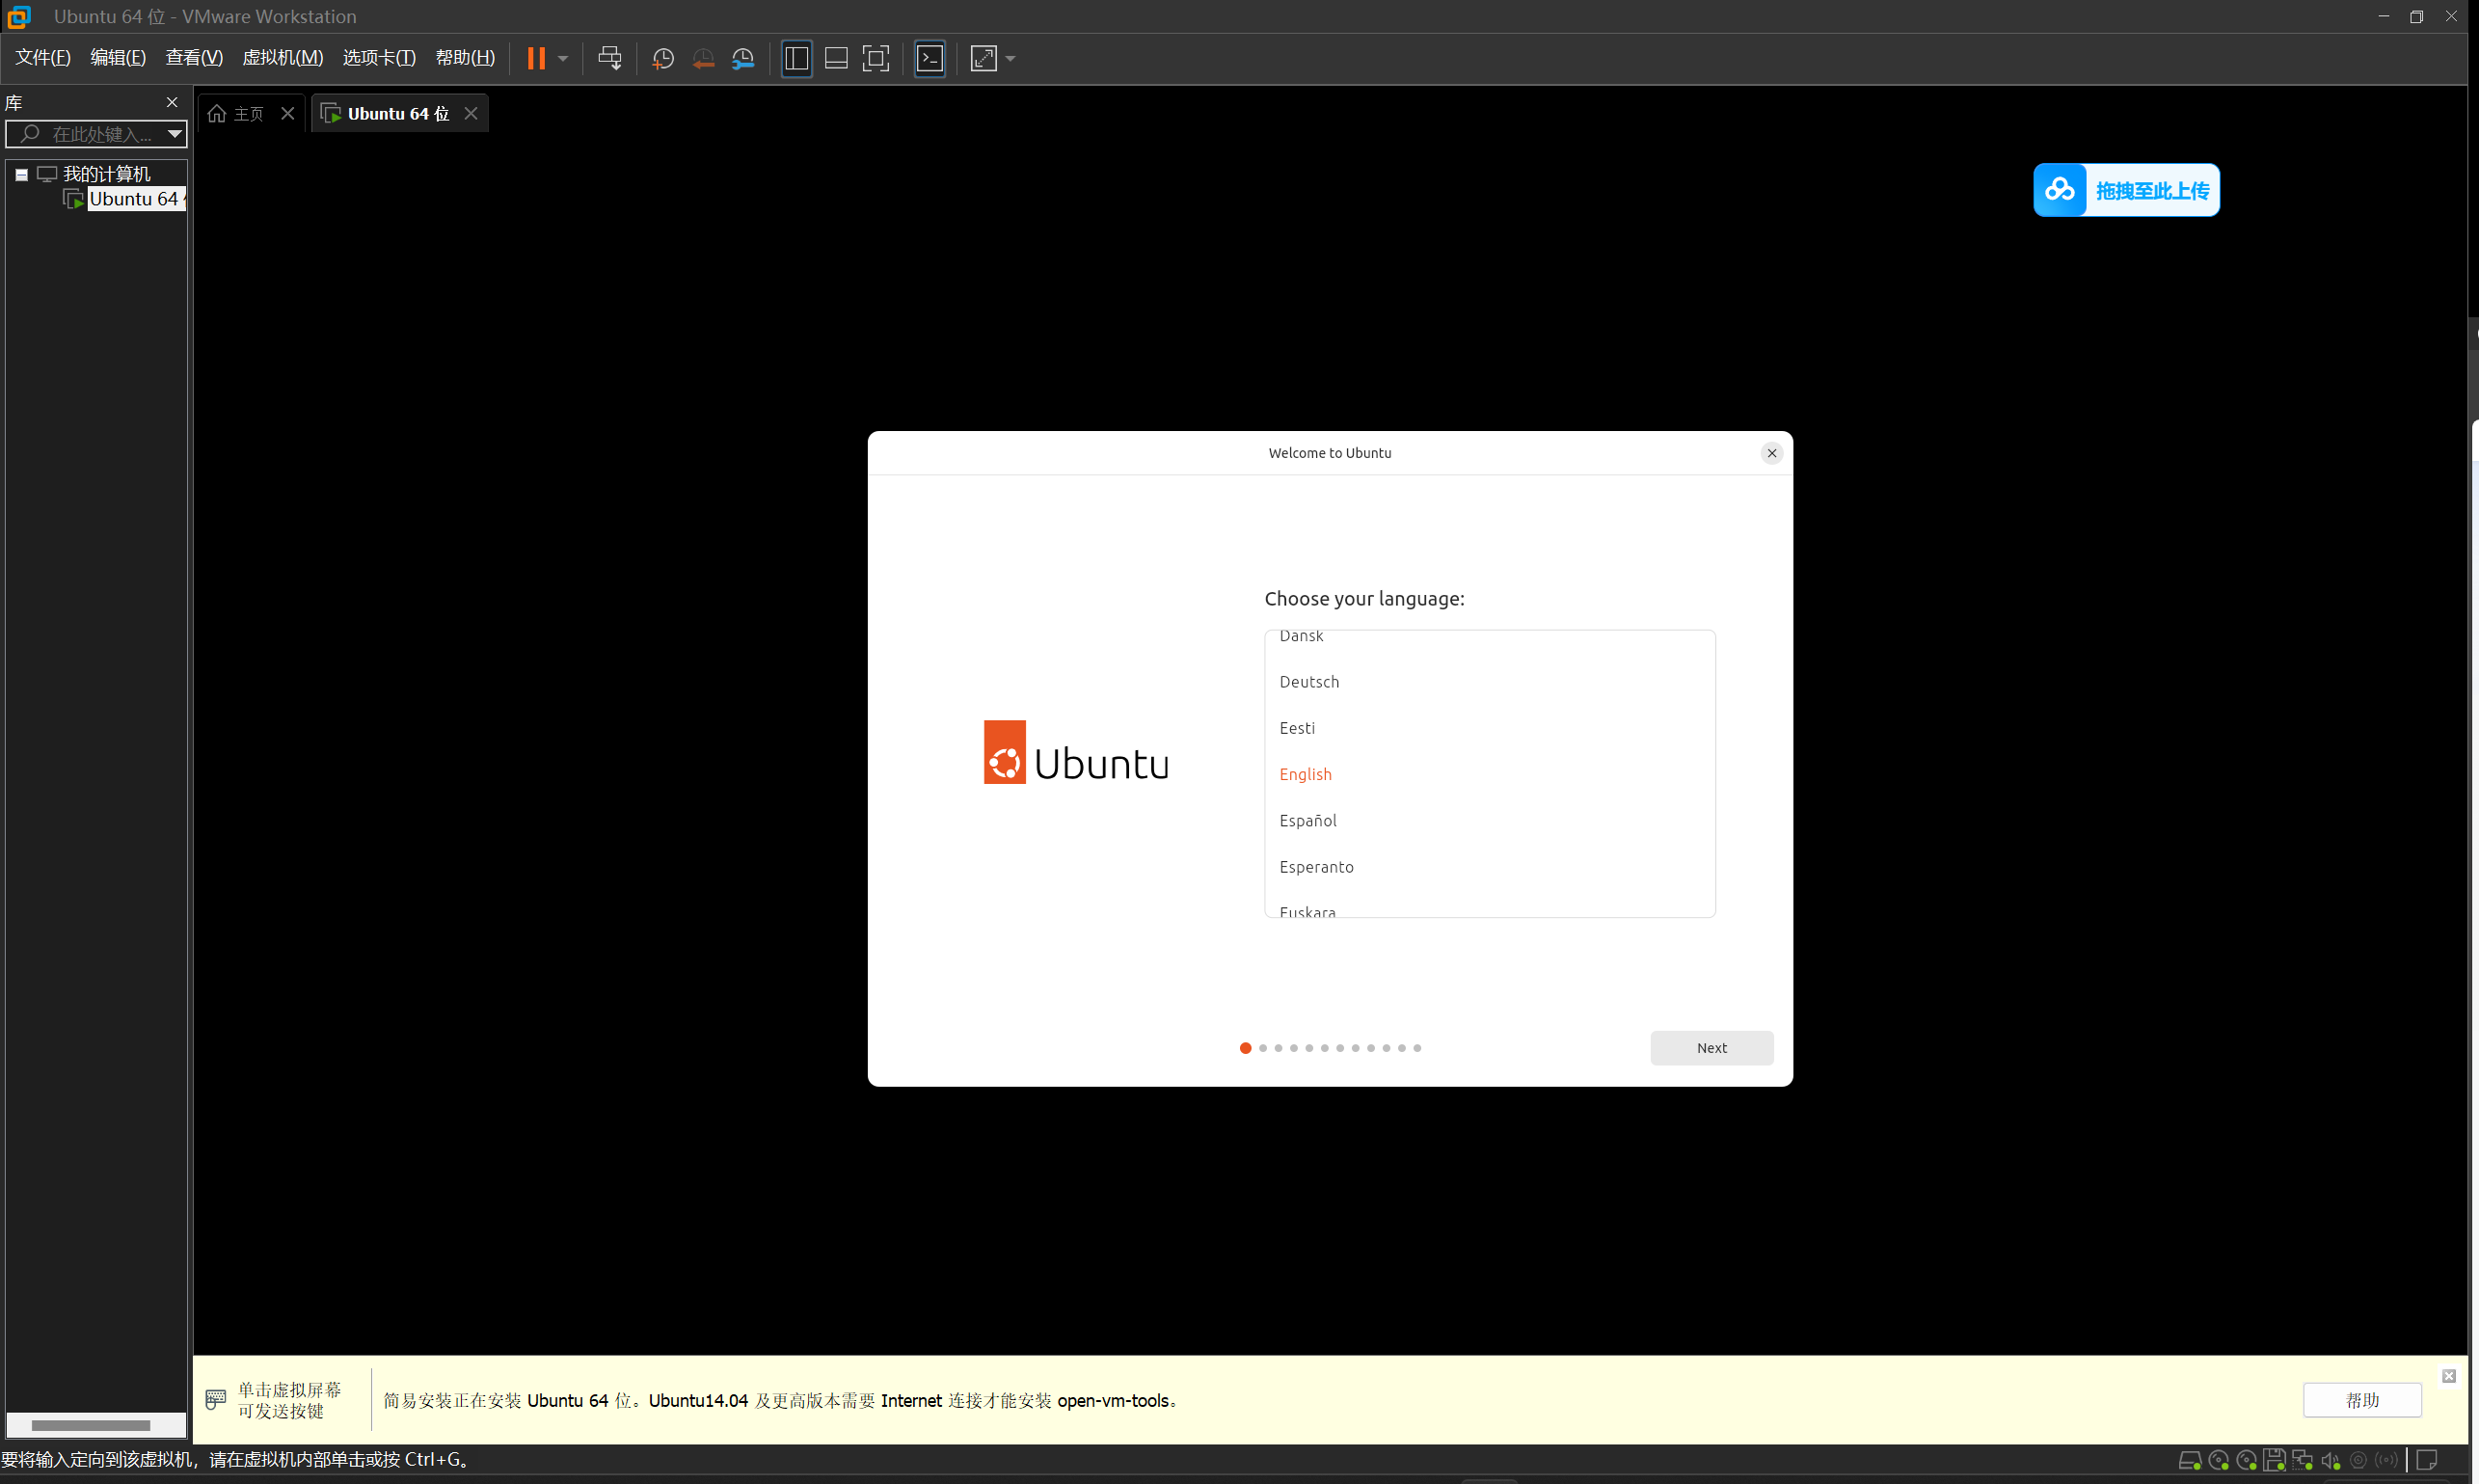 Ubuntu 64 位 - VMware Workstation
文件(F) 编辑(E) 查看(V) 虚拟机(M) 选项卡(T) 帮助(H)
库
在此处键入...
我的计算机
Ubuntu 64
主页
Ubuntu 64 位
拖拽至此上传
Welcome to Ubuntu
Choose your language:
Dansk
Deutsch
Eesti
English
Español
Esperanto
Euskara
Ubuntu
Next
单击虚拟屏幕
可发送按键
简易安装正在安装 Ubuntu 64 位。Ubuntu14.04 及更高版本需要 Internet 连接才能安装 open-vm-tools。
帮助
要将输入定向到该虚拟机，请在虚拟机内部单击或按 Ctrl+G。